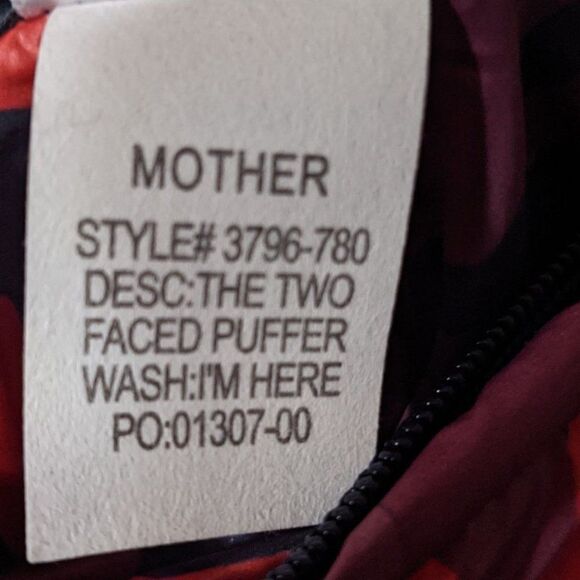 MOTHER
STYLE# 3796-780
DESC:THE TWO
FACED PUFFER
WASH:I'M HERE
PO:01307-00